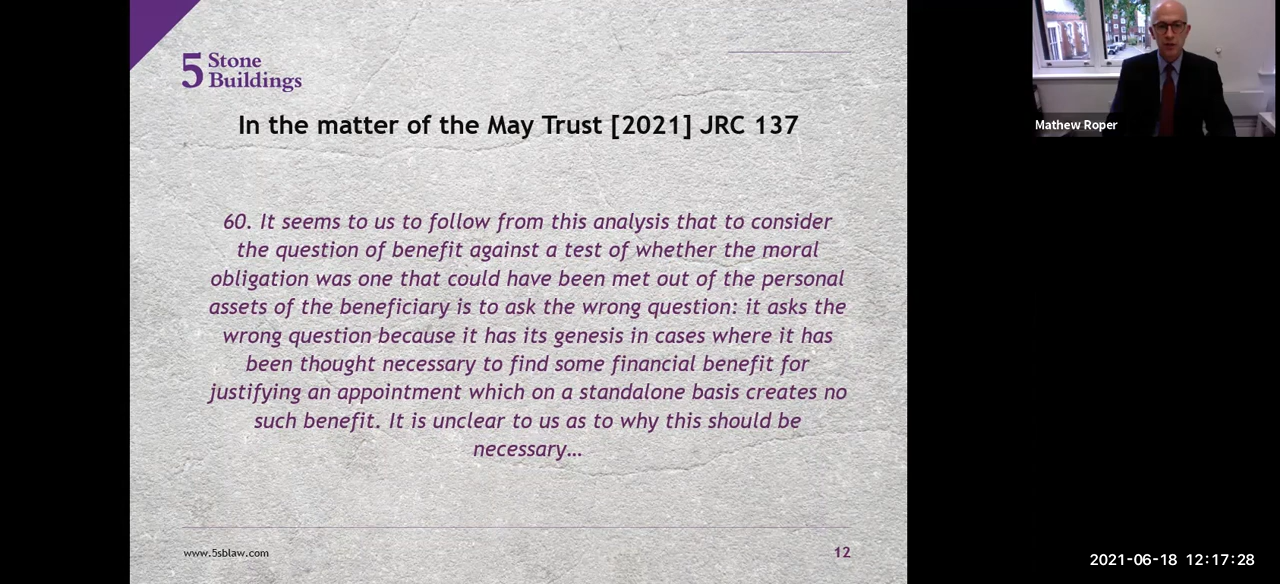 5 Stone
Buildings
In the matter of the May Trust [2021] JRC 137
60. It seems to us to follow from this analysis that to consider
the question of benefit against a test of whether the moral
obligation was one that could have been met out of the personal
assets of the beneficiary is to ask the wrong question: it asks the
wrong question because it has its genesis in cases where it has
been thought necessary to find some financial benefit for
justifying an appointment which on a standalone basis creates no
such benefit. It is unclear to us as to why this should be
necessary…
www.5sblaw.com
12
Mathew Roper
2021-06-18 12:17:28